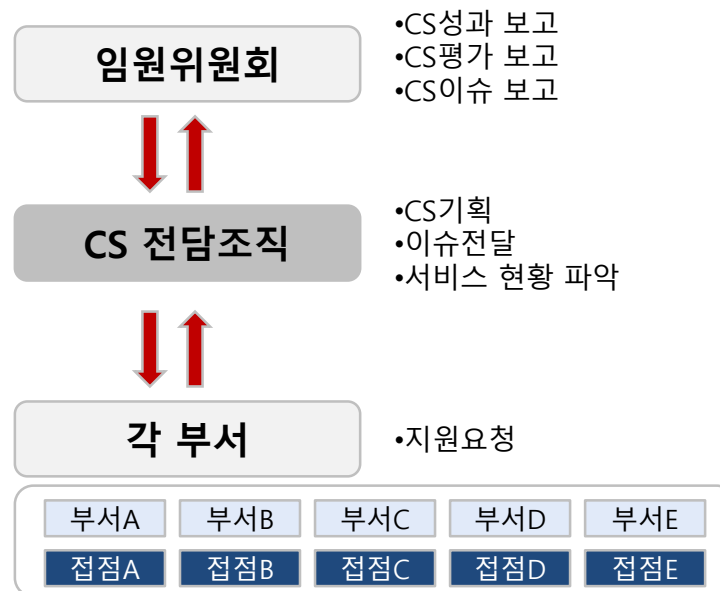 임원위원회
•CS성과 보고
•CS평가 보고
•CS이슈 보고
CS 전담조직
•CS기획
•이슈전달
•서비스 현황 파악
각 부서
•지원요청
부서A 부서B 부서C 부서D 부서E
접점A 접점B 접점C 접점D 접점E